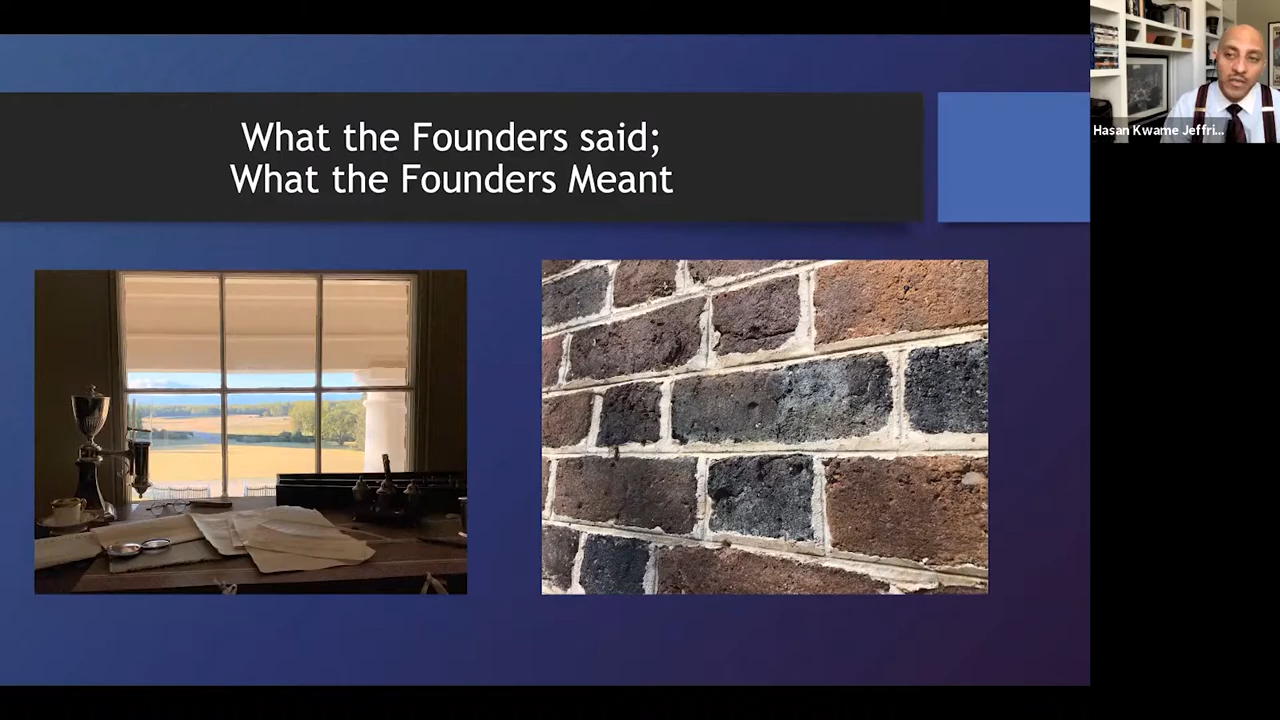 What the Founders said;
What the Founders Meant
Hasan Kwame Jeffri...